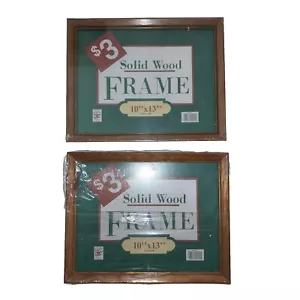 $3
Solid Wood
FRAME
10"x13"
$3
Solid Wood
FRAME
10"x13"